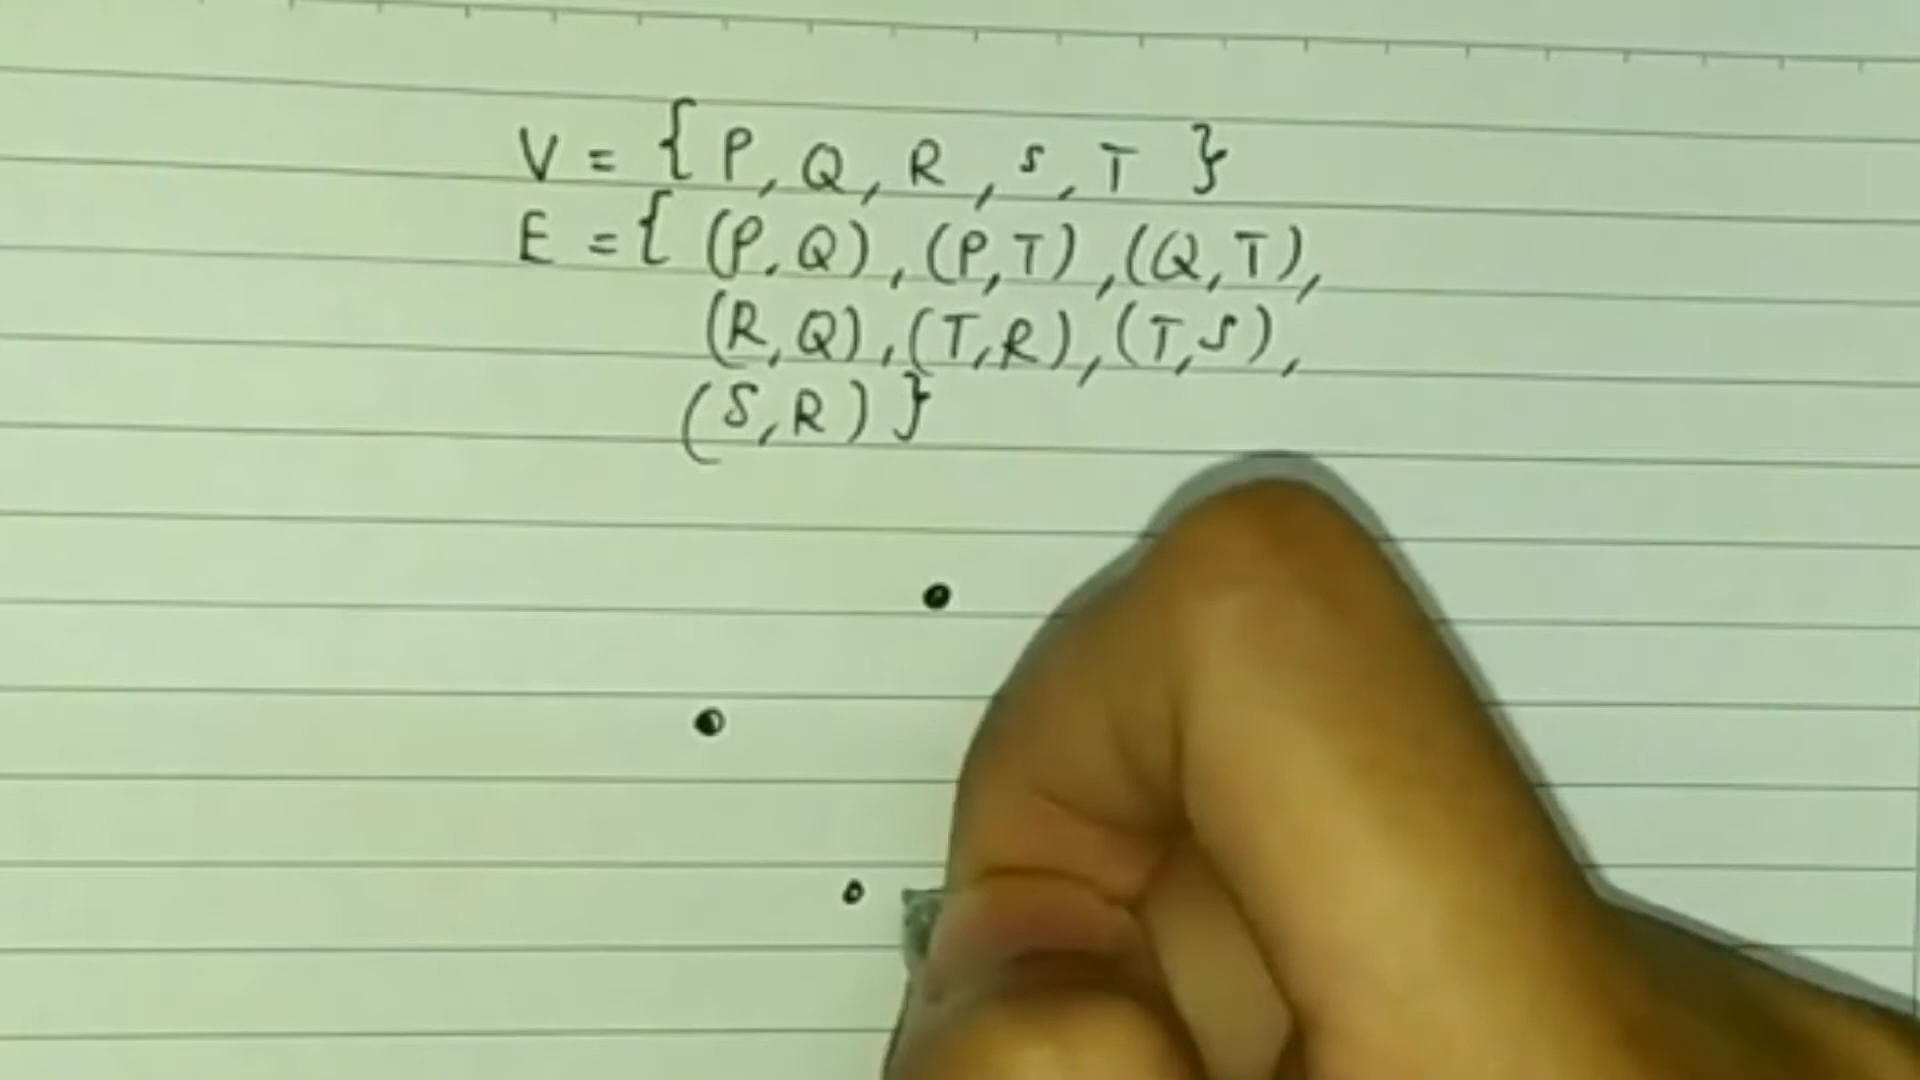 V = { P, Q, R, S, T }
E = { (P, Q), (P, T), (Q, T),
(R, Q), (T, R), (T, S),
(S, R) }